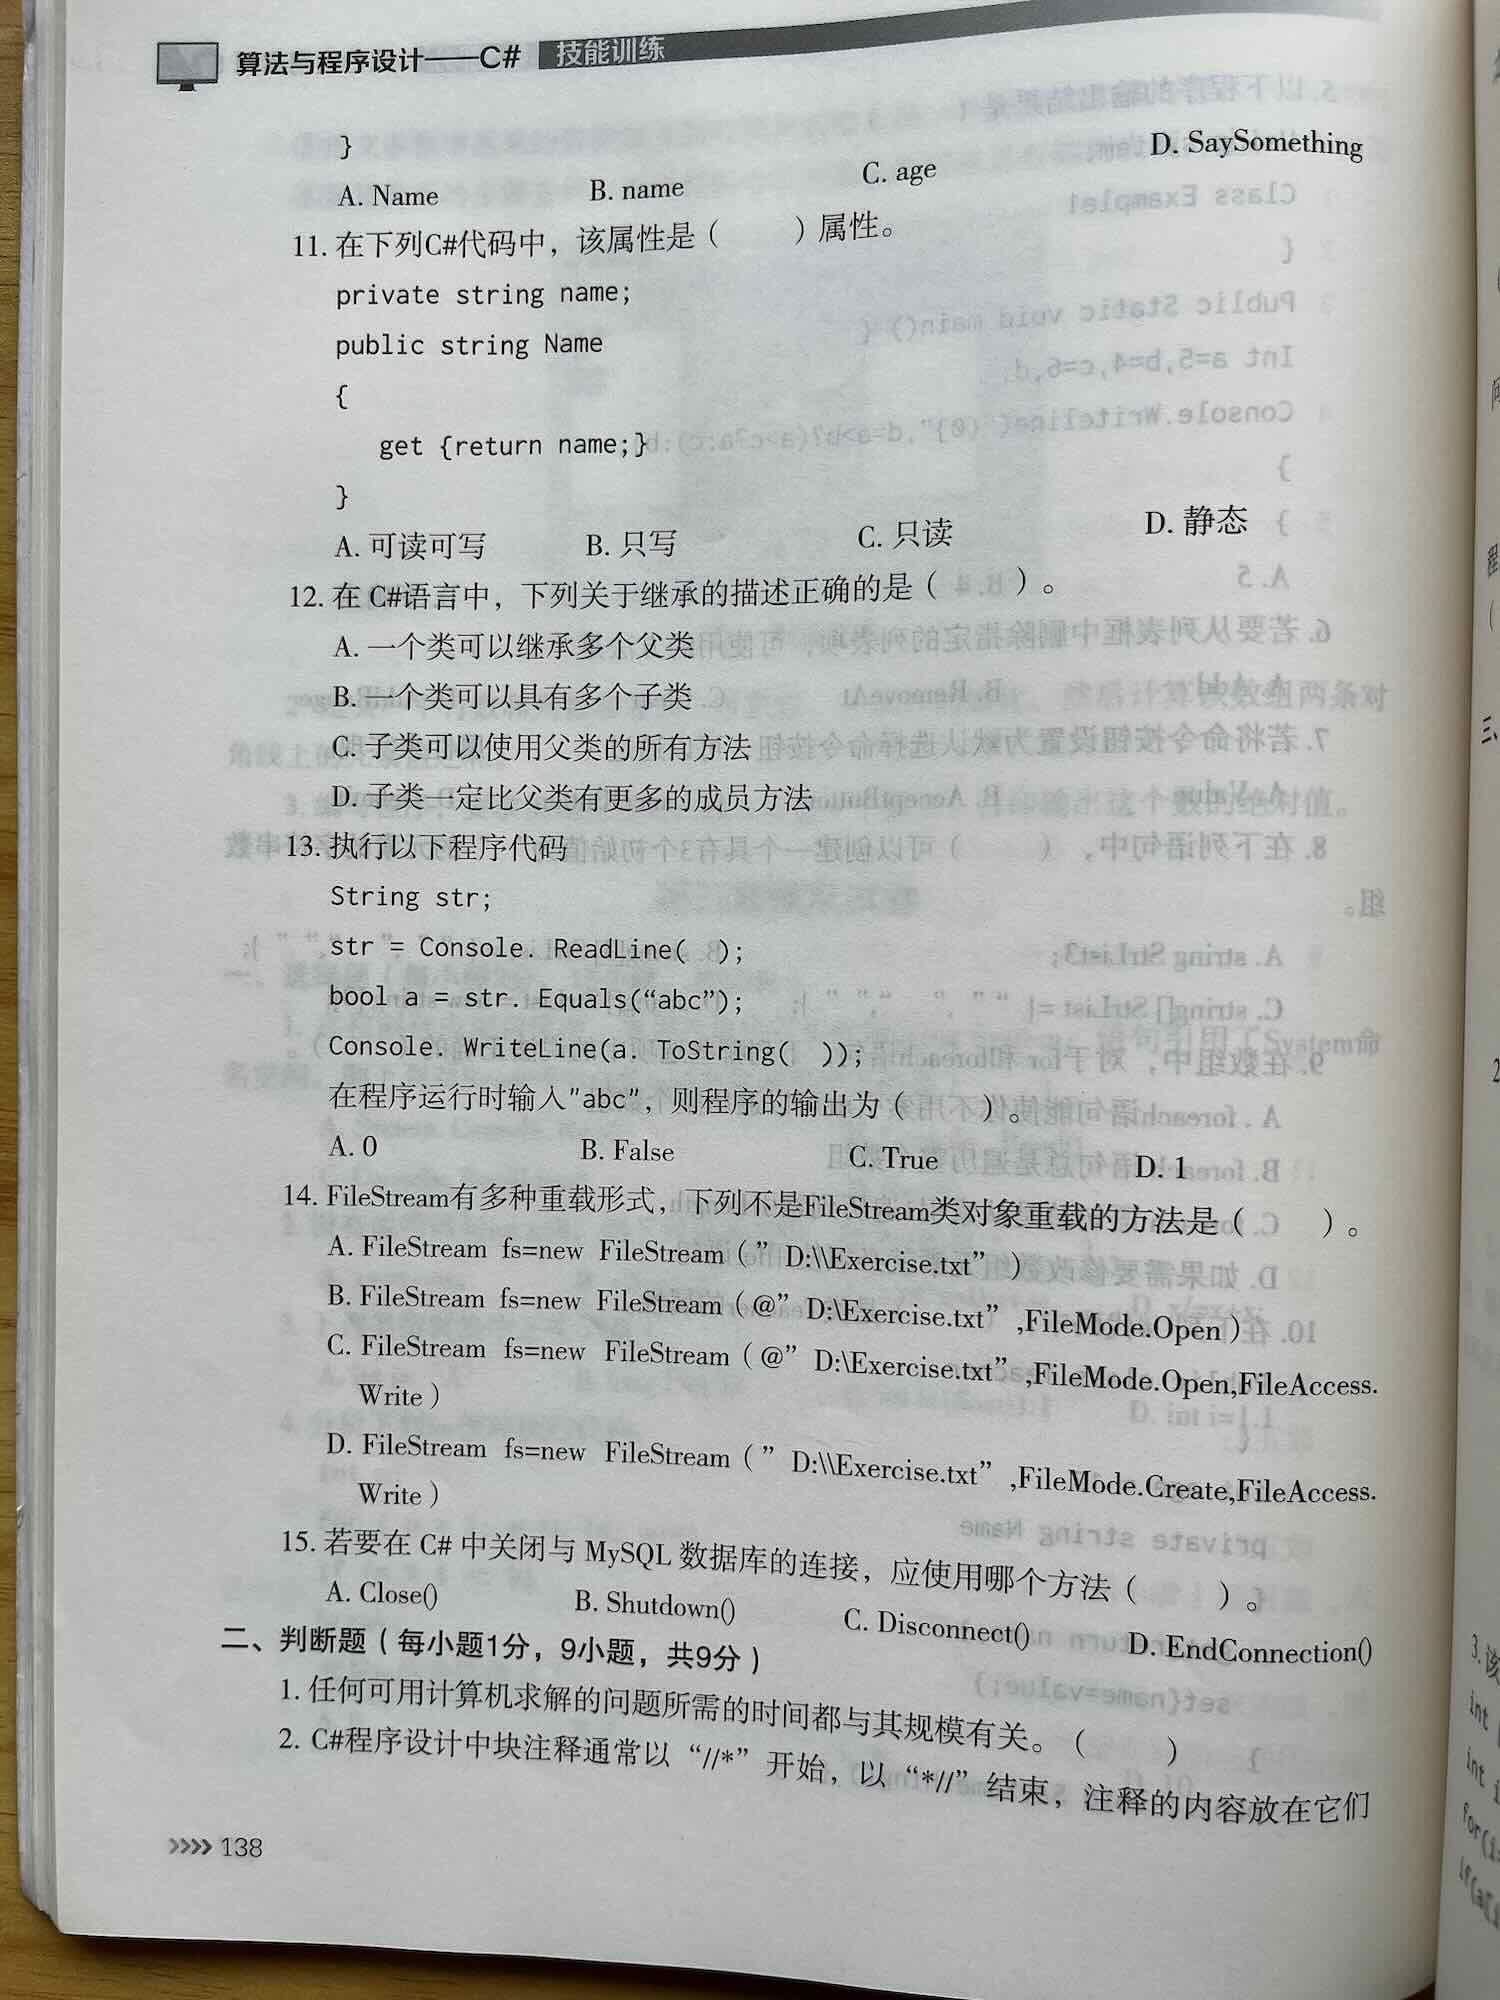 算法与程序设计——C# 技能训练
}
A. Name B. name C. age D. SaySomething
11. 在下列C#代码中，该属性是（ ）属性。
private string name;
public string Name
{
get {return name;}
}
A. 可读可写 B. 只写 C. 只读 D. 静态
12. 在 C#语言中，下列关于继承的描述正确的是（ ）。
A. 一个类可以继承多个父类
B. 一个类可以具有多个子类
C. 子类可以使用父类的所有方法
D. 子类一定比父类有更多的成员方法
13. 执行以下程序代码
String str;
str = Console. ReadLine( );
bool a = str. Equals(“abc”);
Console. WriteLine(a. ToString( ));
在程序运行时输入"abc"，则程序的输出为（ ）。
A. 0 B. False C. True D. 1
14. FileStream有多种重载形式，下列不是FileStream类对象重载的方法是（ ）。
A. FileStream fs=new FileStream（” D:\\Exercise.txt” ）
B. FileStream fs=new FileStream（@” D:\Exercise.txt” ,FileMode.Open）
C. FileStream fs=new FileStream（@” D:\Exercise.txt” ,FileMode.Open,FileAccess.
Write）
D. FileStream fs=new FileStream（” D:\\Exercise.txt” ,FileMode.Create,FileAccess.
Write）
15. 若要在 C# 中关闭与 MySQL 数据库的连接，应使用哪个方法（ ）。
A. Close() B. Shutdown() C. Disconnect() D. EndConnection()
二、判断题（每小题1分，9小题，共9分）
1. 任何可用计算机求解的问题所需的时间都与其规模有关。（ ）
2. C#程序设计中块注释通常以“//*”开始，以“*//”结束，注释的内容放在它们
»»138